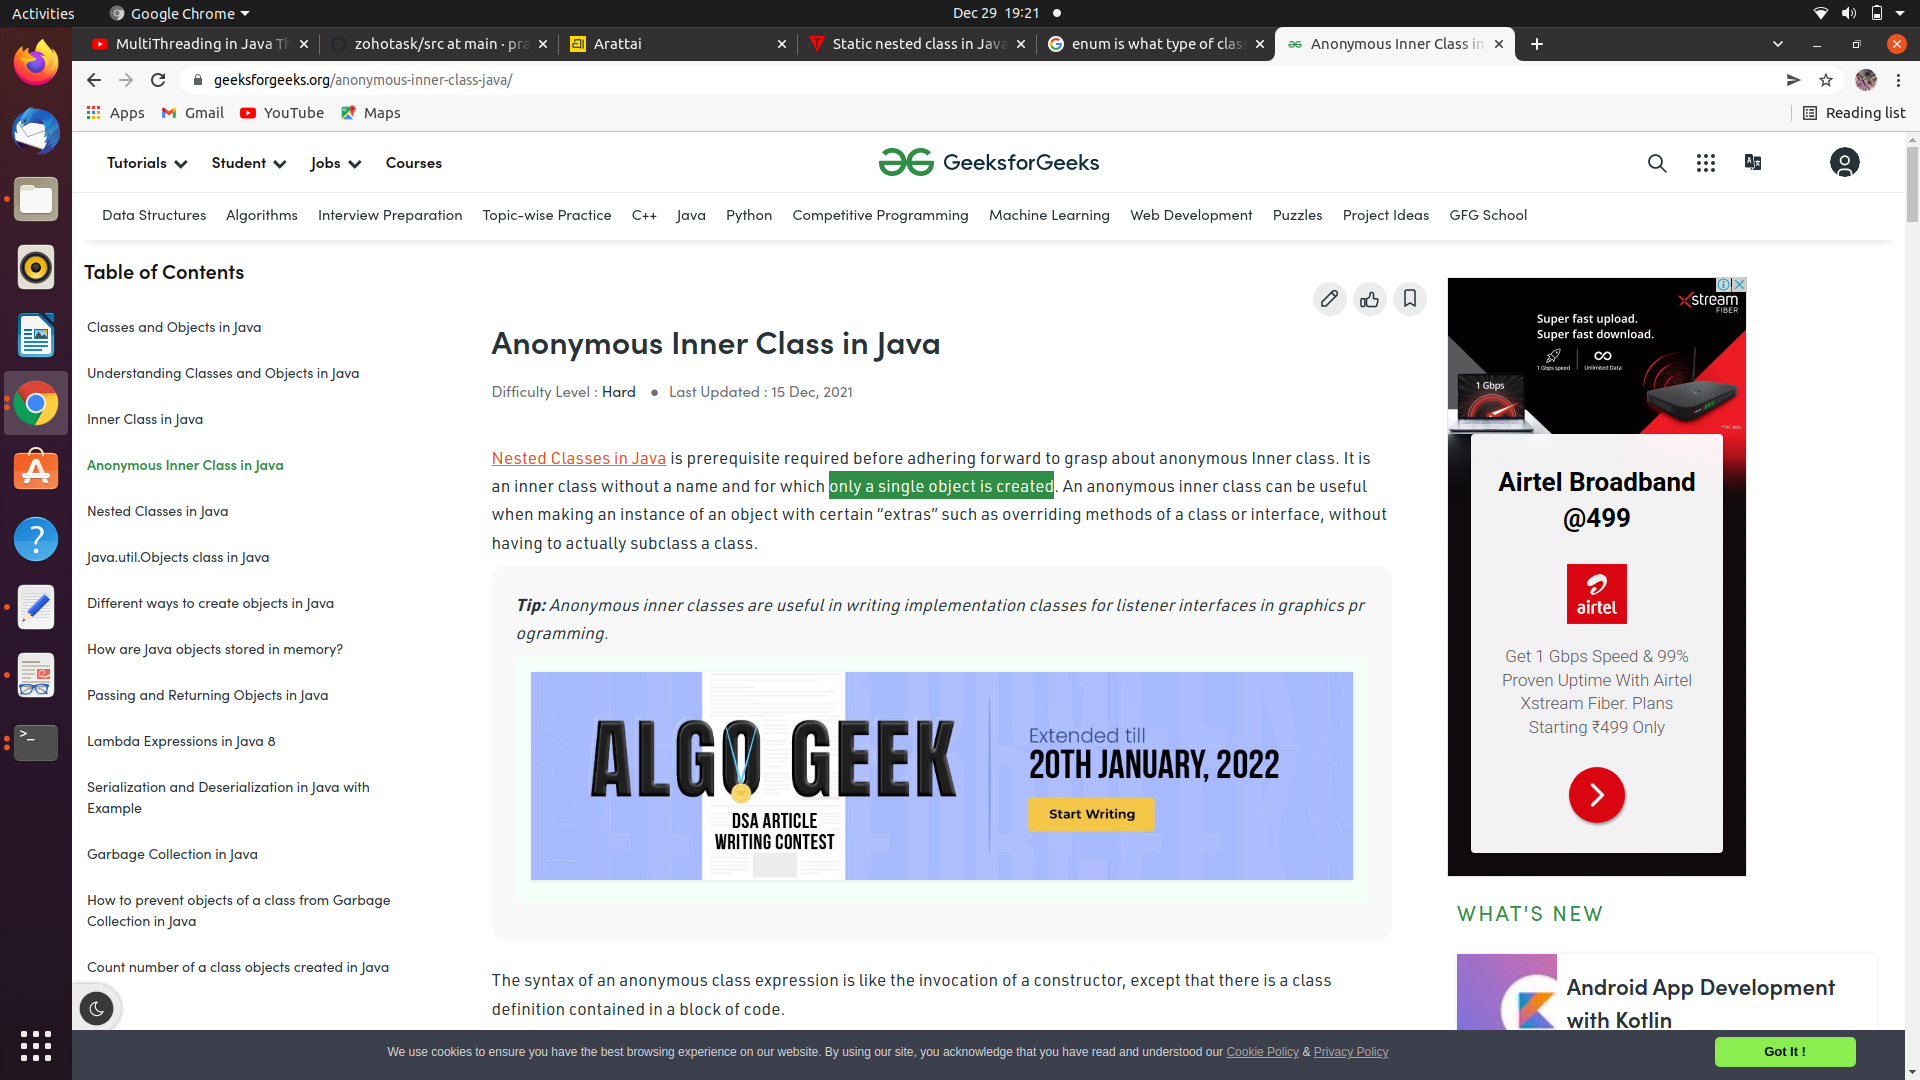 Activities
Google Chrome
Dec 29 19:21
MultiThreading in Java Th
zohotask/src at main · pra
Arattai
Static nested class in Java
enum is what type of class
Anonymous Inner Class in
geeksforgeeks.org/anonymous-inner-class-java/
Apps
Gmail
YouTube
Maps
Reading list
Tutorials
Student
Jobs
Courses
GeeksforGeeks
Data Structures
Algorithms
Interview Preparation
Topic-wise Practice
C++
Java
Python
Competitive Programming
Machine Learning
Web Development
Puzzles
Project Ideas
GFG School
Table of Contents
Classes and Objects in Java
Understanding Classes and Objects in Java
Inner Class in Java
Anonymous Inner Class in Java
Nested Classes in Java
Java.util.Objects class in Java
Different ways to create objects in Java
How are Java objects stored in memory?
Passing and Returning Objects in Java
Lambda Expressions in Java 8
Serialization and Deserialization in Java with
Example
Garbage Collection in Java
How to prevent objects of a class from Garbage
Collection in Java
Count number of a class objects created in Java
Anonymous Inner Class in Java
Difficulty Level : Hard ● Last Updated : 15 Dec, 2021
Nested Classes in Java is prerequisite required before adhering forward to grasp about anonymous Inner class. It is
an inner class without a name and for which only a single object is created. An anonymous inner class can be useful
when making an instance of an object with certain “extras” such as overriding methods of a class or interface, without
having to actually subclass a class.
Tip: Anonymous inner classes are useful in writing implementation classes for listener interfaces in graphics pr
ogramming.
ALGO GEEK
DSA ARTICLE
WRITING CONTEST
Extended till
20TH JANUARY, 2022
Start Writing
The syntax of an anonymous class expression is like the invocation of a constructor, except that there is a class
definition contained in a block of code.
xstream
FIBER
Super fast upload.
Super fast download.
1 Gbps speed
Unlimited Data
1 Gbps
*T&C apply
Airtel Broadband
@499
airtel
Get 1 Gbps Speed & 99%
Proven Uptime With Airtel
Xstream Fiber. Plans
Starting ₹499 Only
WHAT'S NEW
Android App Development
with Kotlin
We use cookies to ensure you have the best browsing experience on our website. By using our site, you acknowledge that you have read and understood our Cookie Policy & Privacy Policy
Got It !